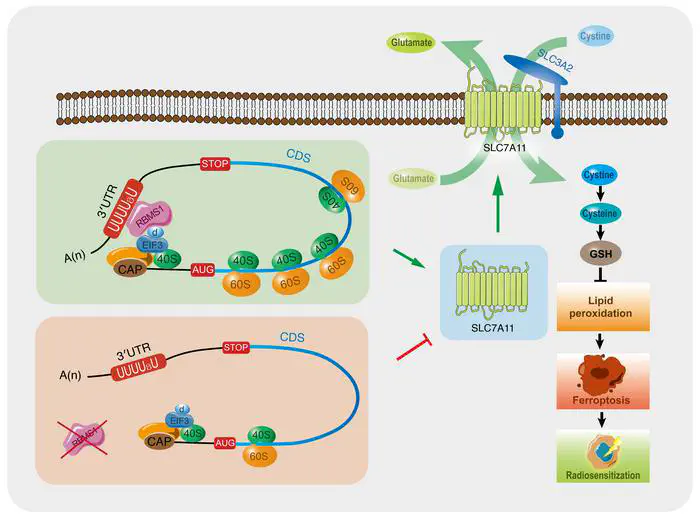 Glutamate
Cystine
SLC3A2
SLC7A11
Glutamate
Cystine
Cysteine
GSH
Lipid
peroxidation
Ferroptosis
Radiosensitization
SLC7A11
STOP
CDS
3'UTR
UUUUGU
RBMS1
A(n)
d
EIF3
40S
CAP
AUG
40S
60S
40S
60S
40S
60S
40S
60S
3'UTR
UUUUGU
A(n)
STOP
CDS
RBMS1
d
EIF3
40S
CAP
AUG
40S
60S